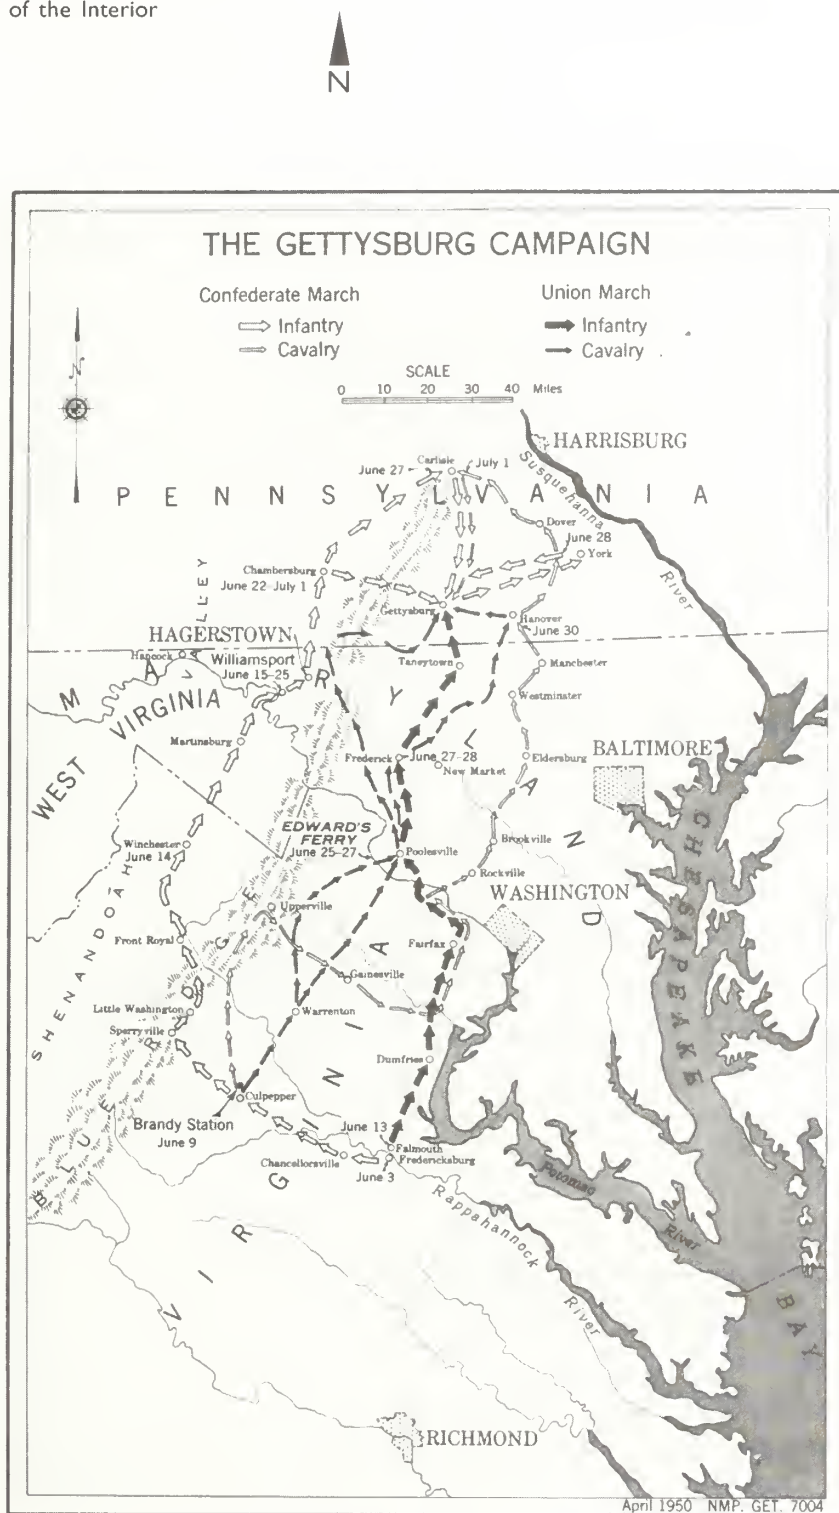 of the Interior
N
THE GETTYSBURG CAMPAIGN
Confederate March
Infantry
Cavalry
Union March
Infantry
Cavalry
SCALE
0 10 20 30 40 Miles
N
HARRISBURG
Carlisle
June 27
July 1
Susquehanna
River
PENNSYLVANIA
Dover
June 28
York
Chambersburg
June 22-July 1
Gettysburg
Hanover
June 30
VALLEY
HAGERSTOWN
Hancock
Williamsport
June 15-25
Taneytown
Manchester
MARYLAND
WEST VIRGINIA
Westminster
Martinsburg
Frederick
June 27-28
New Market
Eldersburg
BALTIMORE
EDWARD'S
FERRY
June 25-27
Winchester
June 14
Poolesville
Brookville
Rockville
WASHINGTON
CHESAPEAKE
BAY
SHENANDOAH
Upperville
Front Royal
Fairfax
Gainesville
Little Washington
Sperryville
Warrenton
BLUE RIDGE
Dumfries
Culpepper
Brandy Station
June 9
June 13
Falmouth
Fredericksburg
Chancellorsville
June 3
Potomac
River
Rappahannock
River
VIRGINIA
RICHMOND
April 1950 NMP. GET. 7004